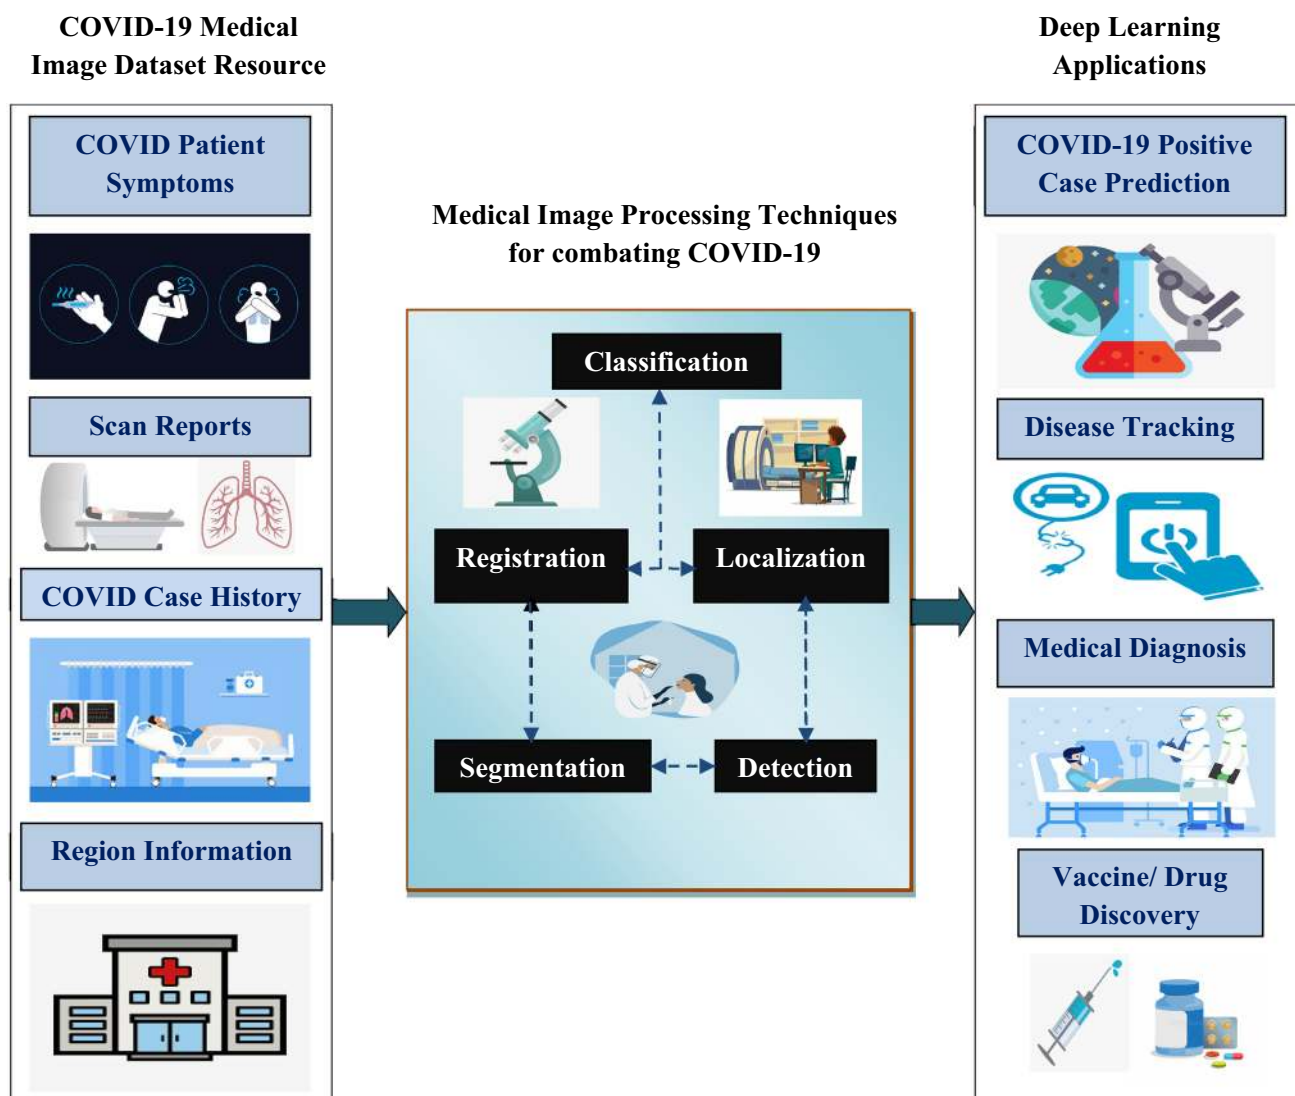 COVID-19 Medical
Image Dataset Resource
COVID Patient
Symptoms
Scan Reports
COVID Case History
Region Information
Medical Image Processing Techniques
for combating COVID-19
Classification
Registration
Localization
Segmentation
Detection
Deep Learning
Applications
COVID-19 Positive
Case Prediction
Disease Tracking
Medical Diagnosis
Vaccine/ Drug
Discovery